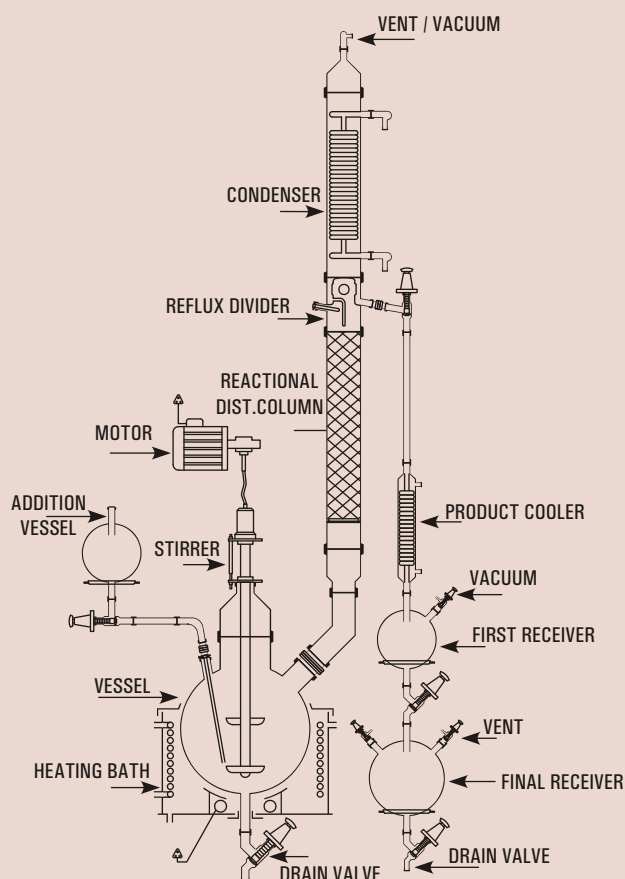 VENT / VACUUM
CONDENSER
REFLUX DIVIDER
REACTIONAL
DIST.COLUMN
MOTOR
ADDITION
VESSEL
STIRRER
PRODUCT COOLER
VACUUM
FIRST RECEIVER
VESSEL
VENT
HEATING BATH
FINAL RECEIVER
DRAIN VALVE
DRAIN VALVE